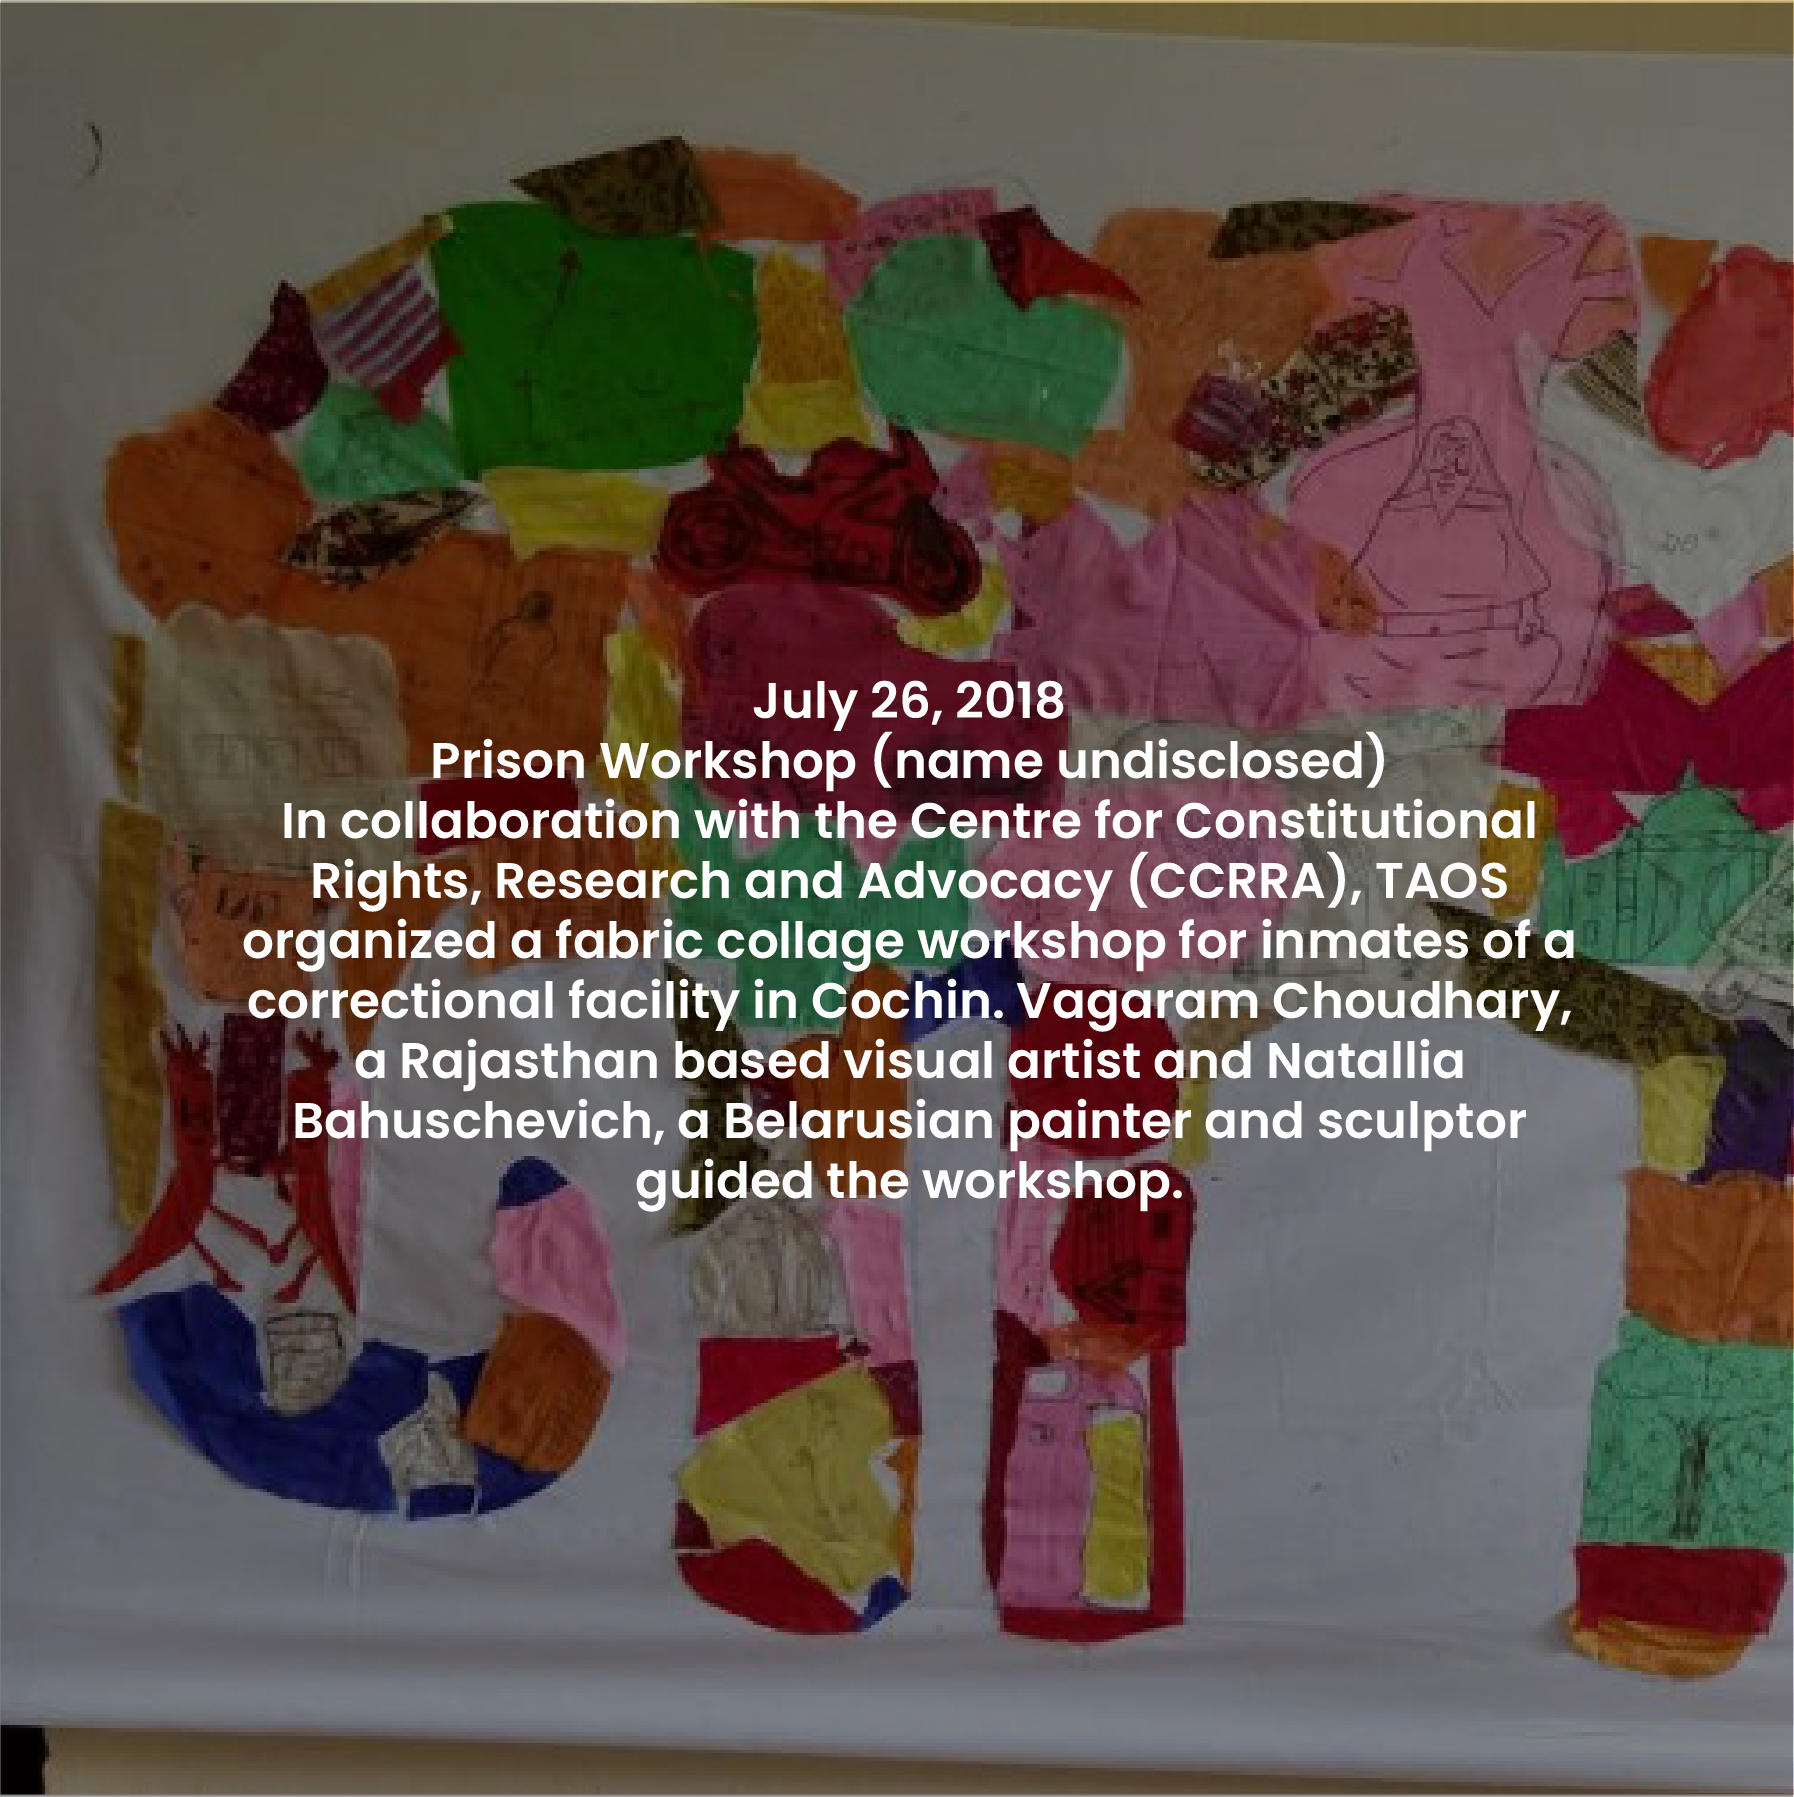 July 26, 2018
Prison Workshop (name undisclosed)
In collaboration with the Centre for Constitutional
Rights, Research and Advocacy (CCRRA), TAOS
organized a fabric collage workshop for inmates of a
correctional facility in Cochin. Vagaram Choudhary,
a Rajasthan based visual artist and Natallia
Bahuschevich, a Belarusian painter and sculptor
guided the workshop.